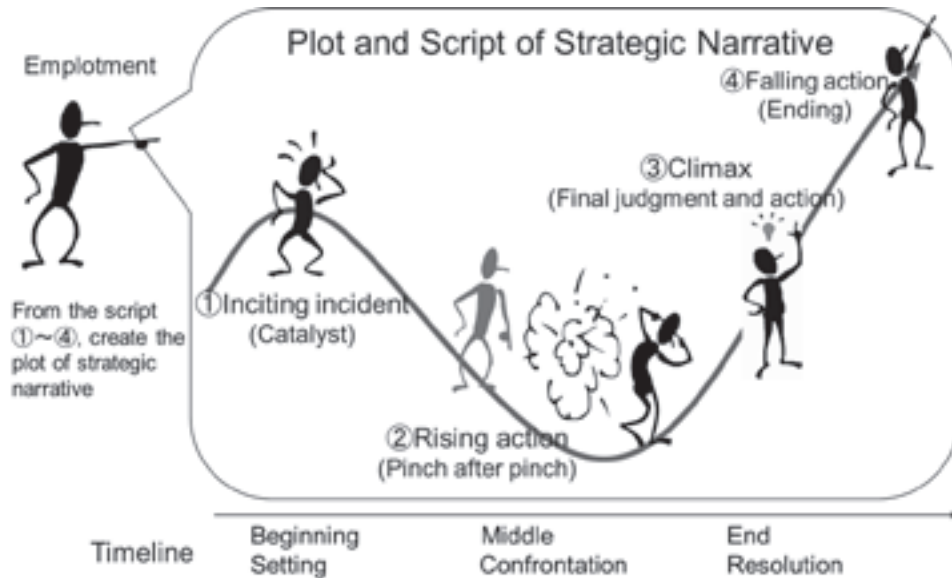 Plot and Script of Strategic Narrative
Emplotment
④Falling action
(Ending)
③Climax
(Final judgment and action)
①Inciting incident
(Catalyst)
From the script
①～④, create the
plot of strategic
narrative
②Rising action
(Pinch after pinch)
Timeline
Beginning
Setting
Middle
Confrontation
End
Resolution